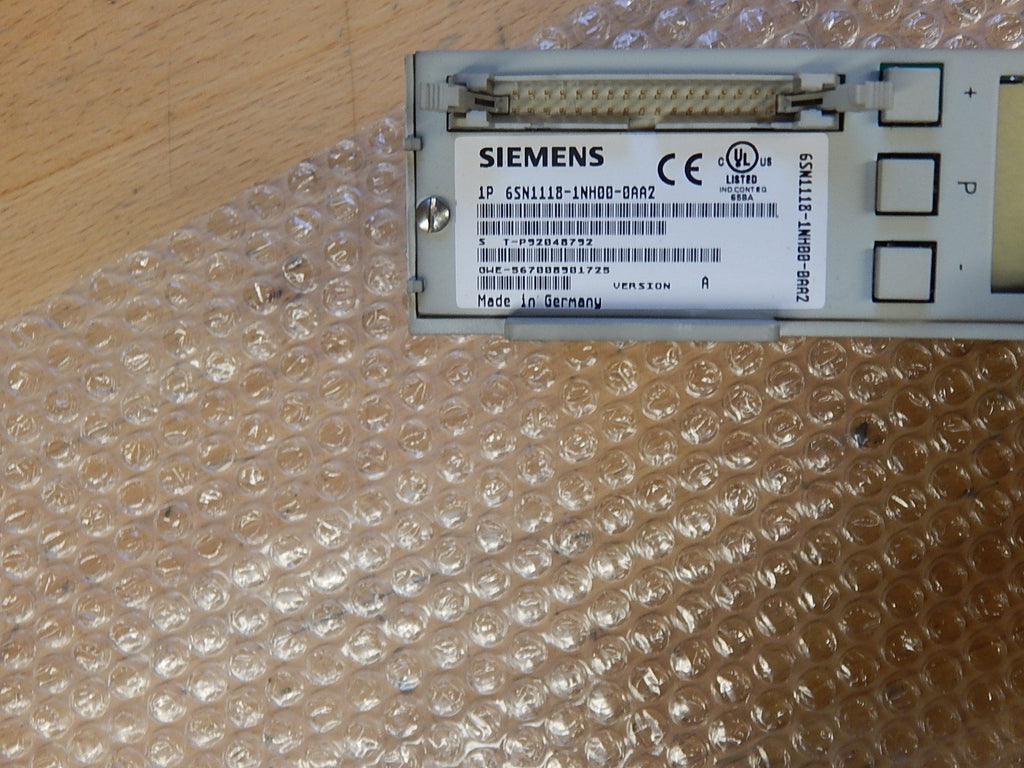 SIEMENS
CE
C UL US
LISTED
IND.CONT.EQ
65BA
1P 6SN1118-1NH00-0AA2
S T-P92048792
OWE-567008901725
VERSION A
Made in Germany
6SN1118-1NH00-0AA2
+
P
-